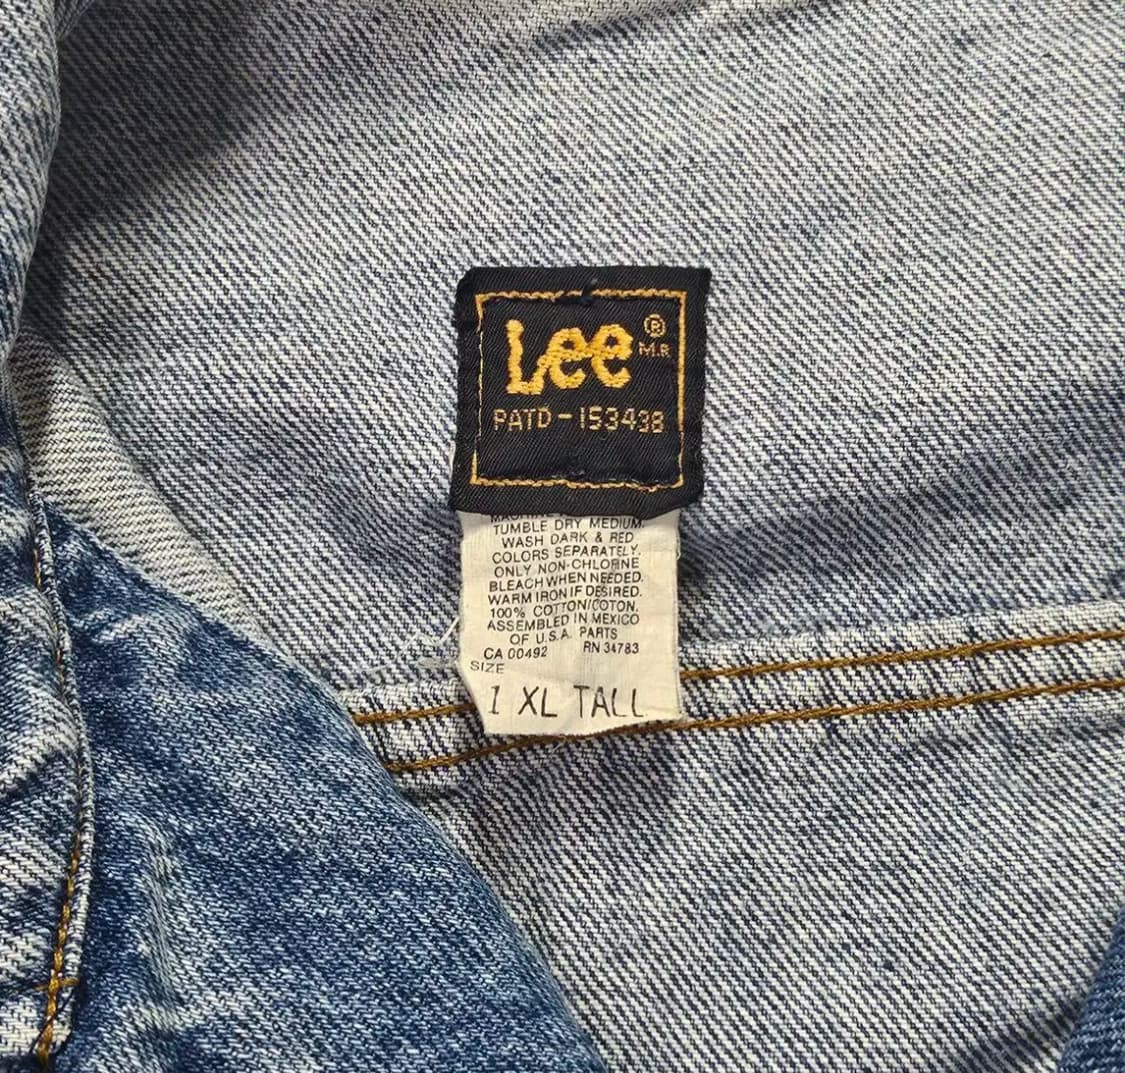 Lee ®
M.R
PATD-153438
MACHINE
TUMBLE DRY MEDIUM.
WASH DARK & RED
COLORS SEPARATELY.
ONLY NON-CHLORINE
BLEACH WHEN NEEDED.
WARM IRON IF DESIRED.
100% COTTON/COTON.
ASSEMBLED IN MEXICO
OF U.S.A. PARTS
CA 00492 RN 34783
SIZE
1 XL TALL